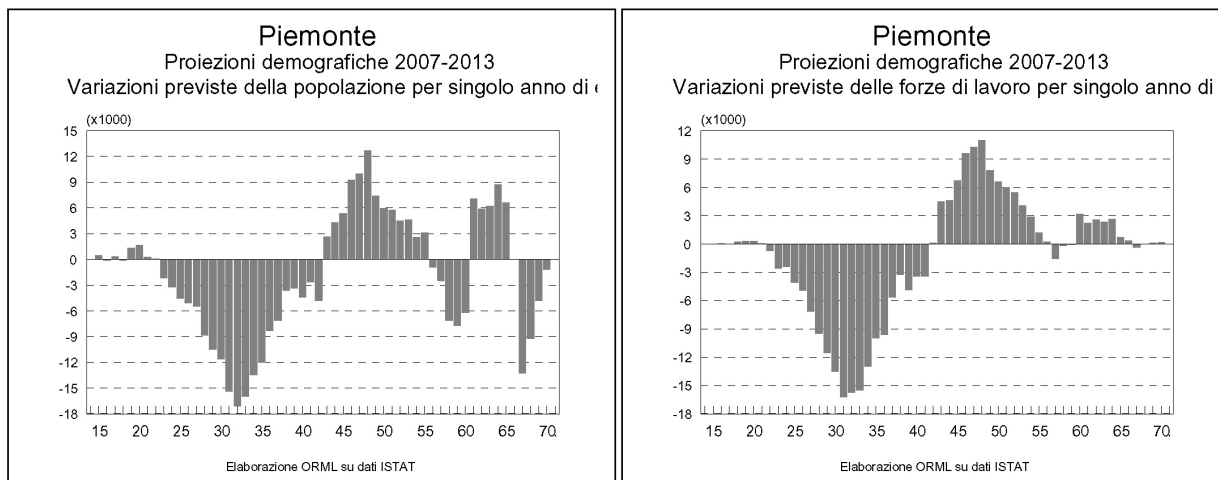 Piemonte
Proiezioni demografiche 2007-2013
Variazioni previste della popolazione per singolo anno di
(x1000)
15
12
9
6
3
0
-3
-6
-9
-12
-15
-18
15 20 25 30 35 40 45 50 55 60 65 70.
Elaborazione ORML su dati ISTAT
Piemonte
Proiezioni demografiche 2007-2013
Variazioni previste delle forze di lavoro per singolo anno di
(x1000)
12
9
6
3
0
-3
-6
-9
-12
-15
-18
15 20 25 30 35 40 45 50 55 60 65 70.
Elaborazione ORML su dati ISTAT